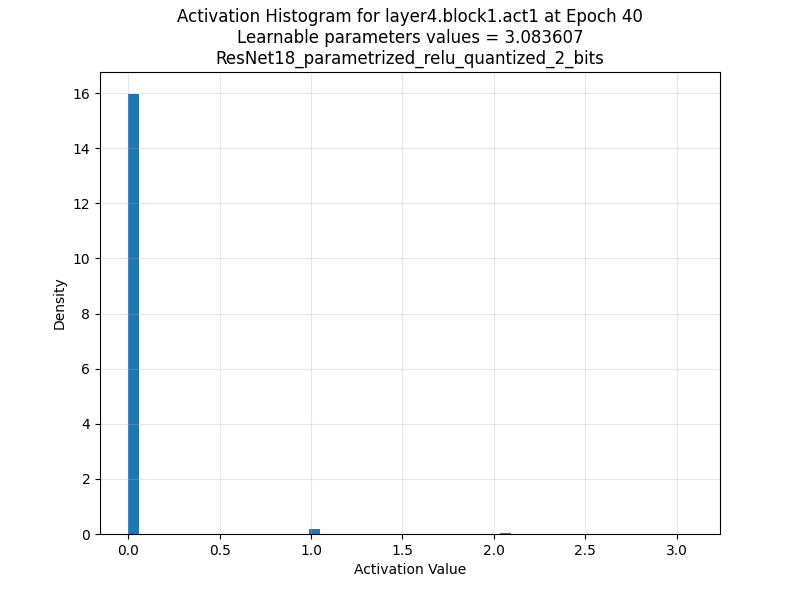 Activation Histogram for layer4.block1.act1 at Epoch 40
Learnable parameters values = 3.083607
ResNet18_parametrized_relu_quantized_2_bits
16
14
12
10
8
6
4
2
0
Density
0.0 0.5 1.0 1.5 2.0 2.5 3.0
Activation Value